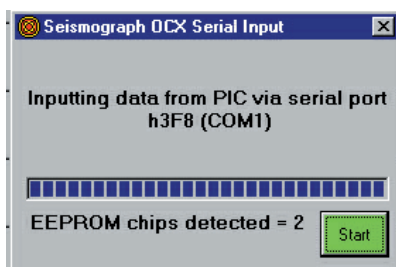 Seismograph OCX Serial Input
Inputting data from PIC via serial port
h3F8 (COM1)
EEPROM chips detected = 2
Start